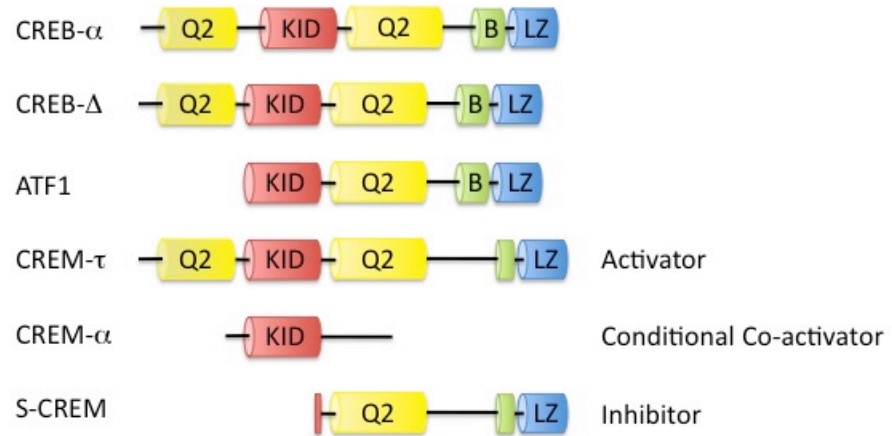 CREB-α Q2 KID Q2 B LZ
CREB-Δ Q2 KID Q2 B LZ
ATF1 KID Q2 B LZ
CREM-τ Q2 KID Q2 LZ Activator
CREM-α KID Conditional Co-activator
S-CREM Q2 LZ Inhibitor